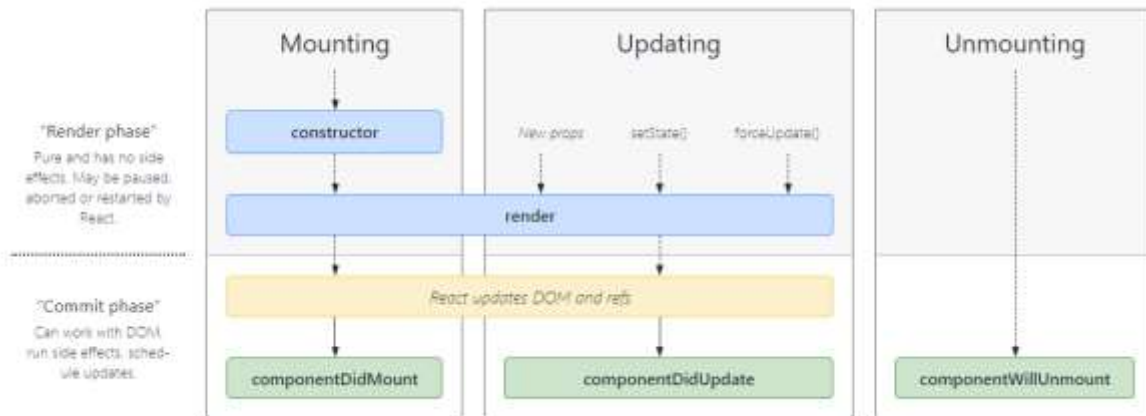 Mounting
Updating
Unmounting
"Render phase"
Pure and has no side
effects. May be paused,
aborted or restarted by
React.
constructor
New props
setState()
forceUpdate()
render
"Commit phase"
Can work with DOM,
run side effects, sched-
ule updates.
React updates DOM and refs
componentDidMount
componentDidUpdate
componentWillUnmount